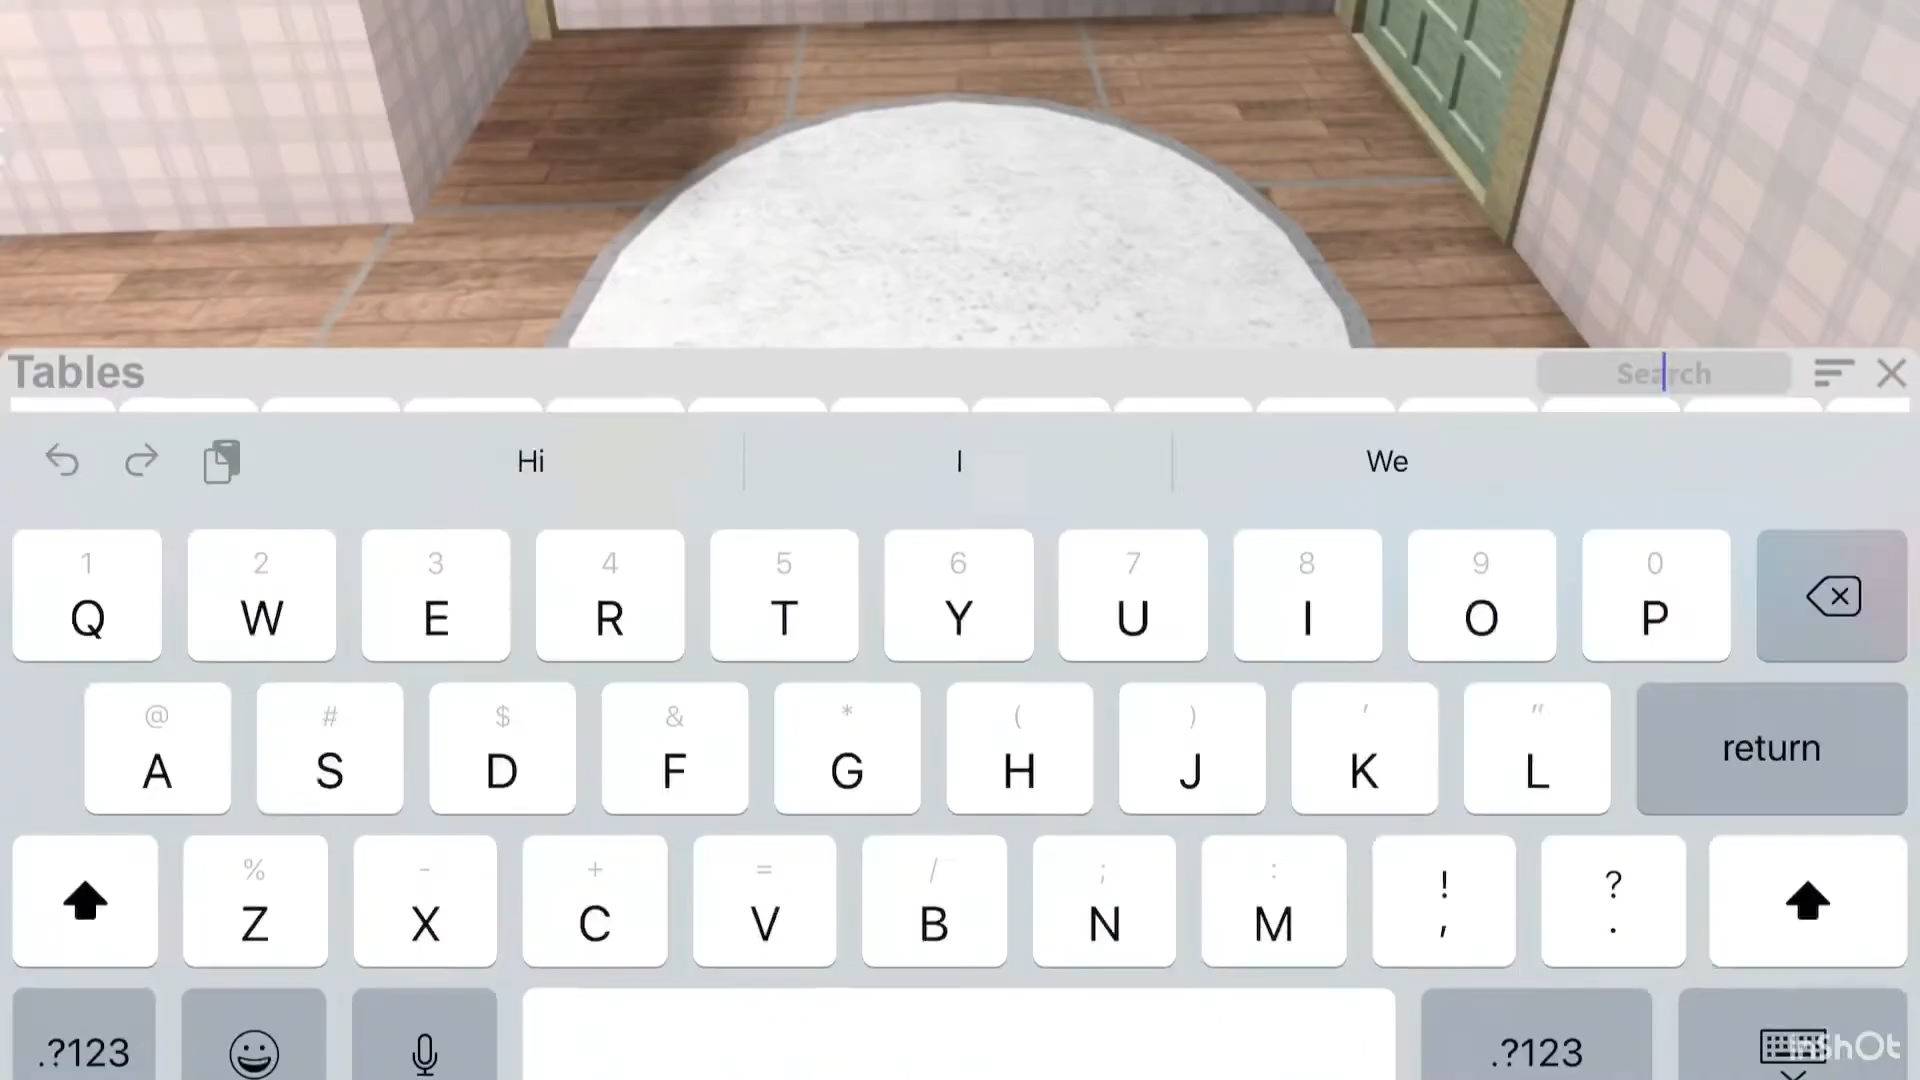 Tables Search
Hi I We
1 2 3 4 5 6 7 8 9 0
Q W E R T Y U I O P
@ # $ & * ( ) ' "
A S D F G H J K L return
% - + = / ; : ! ?
Z X C V B N M , .
.?123 .?123
InShOt